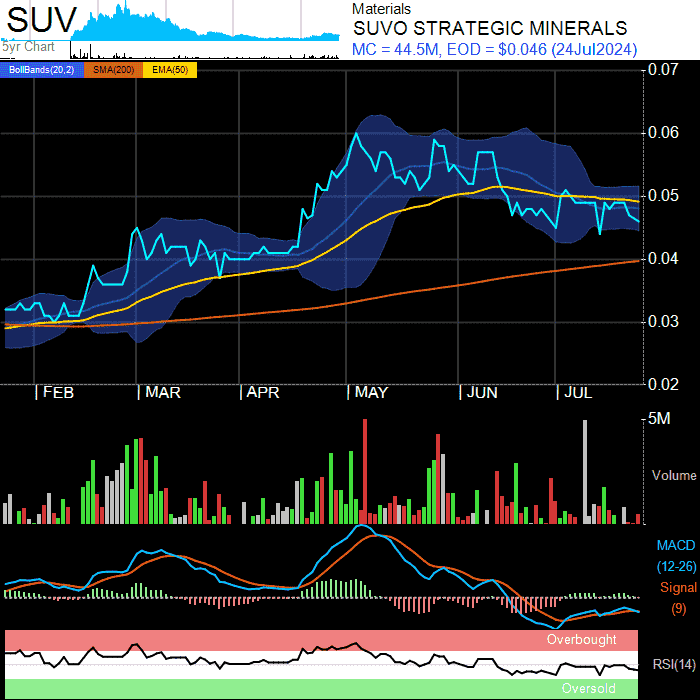 SUV
5yr Chart
Materials
SUVO STRATEGIC MINERALS
MC = 44.5M, EOD = $0.046 (24Jul2024)
BollBands(20,2) SMA(200) EMA(50)
0.07
0.06
0.05
0.04
0.03
0.02
FEB MAR APR MAY JUN JUL
5M
Volume
MACD
(12-26)
Signal
(9)
Overbought
RSI(14)
Oversold